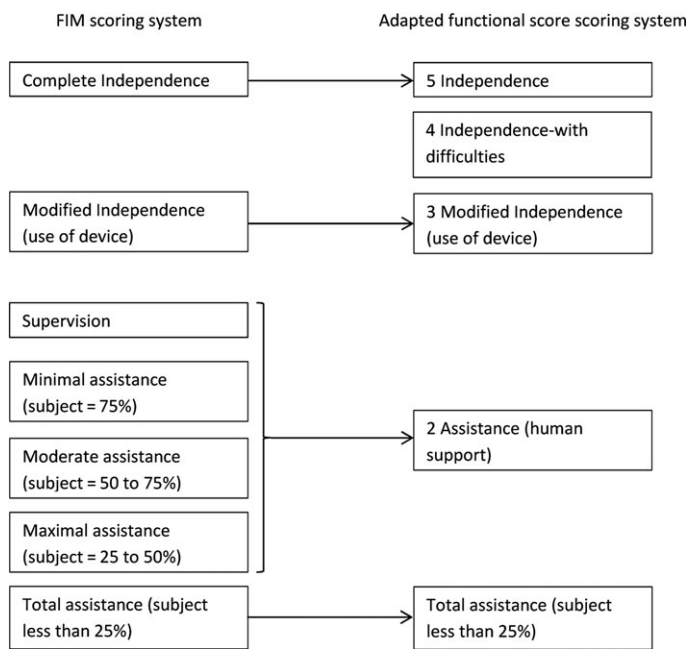 FIM scoring system
Adapted functional score scoring system
Complete Independence
5 Independence
4 Independence-with
difficulties
Modified Independence
(use of device)
3 Modified Independence
(use of device)
Supervision
Minimal assistance
(subject = 75%)
Moderate assistance
(subject = 50 to 75%)
Maximal assistance
(subject = 25 to 50%)
2 Assistance (human
support)
Total assistance (subject
less than 25%)
Total assistance (subject
less than 25%)